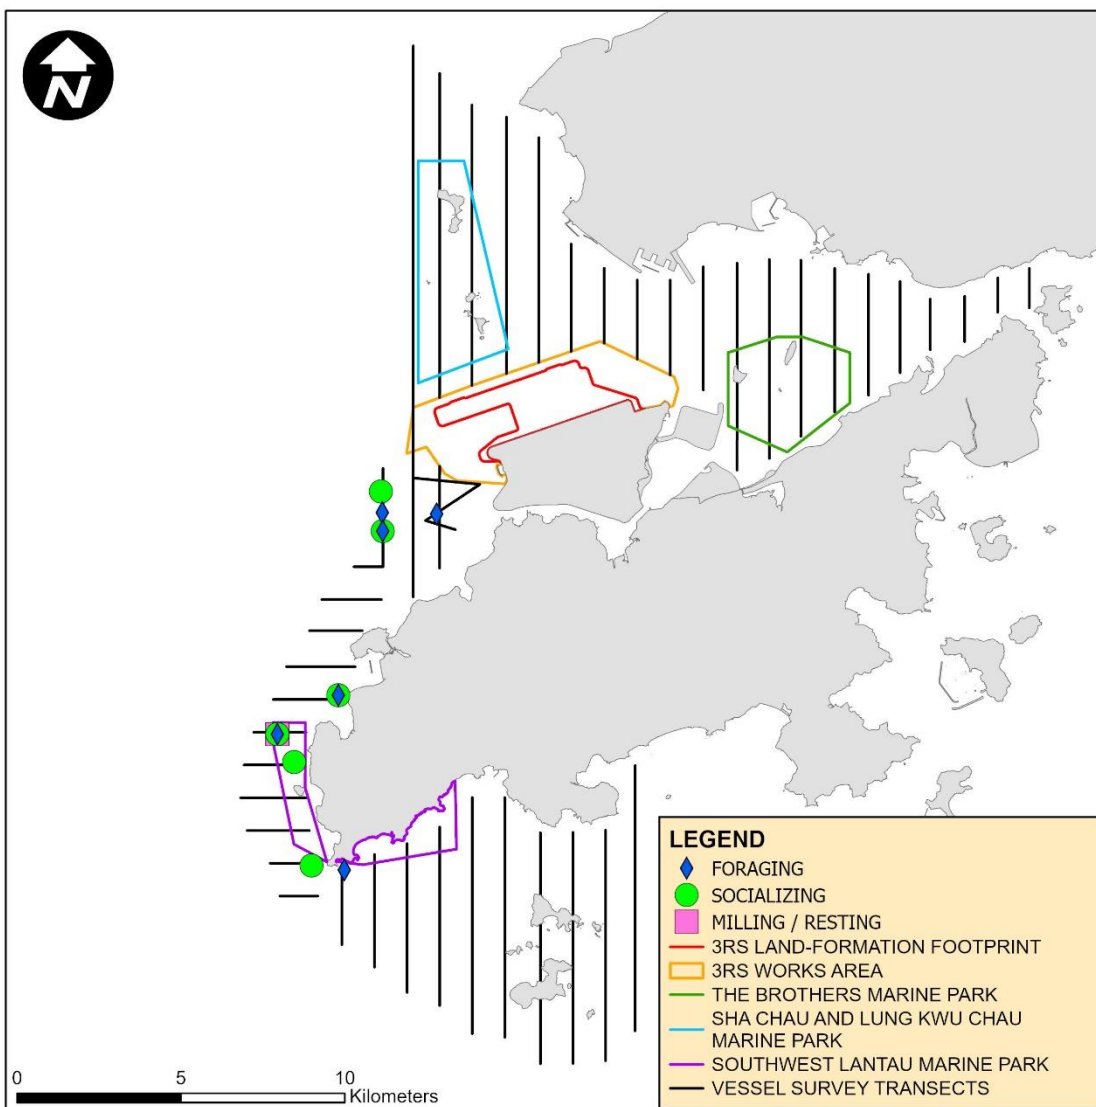 N
LEGEND
FORAGING
SOCIALIZING
MILLING / RESTING
3RS LAND-FORMATION FOOTPRINT
3RS WORKS AREA
THE BROTHERS MARINE PARK
SHA CHAU AND LUNG KWU CHAU
MARINE PARK
SOUTHWEST LANTAU MARINE PARK
VESSEL SURVEY TRANSECTS
0 5 10
Kilometers